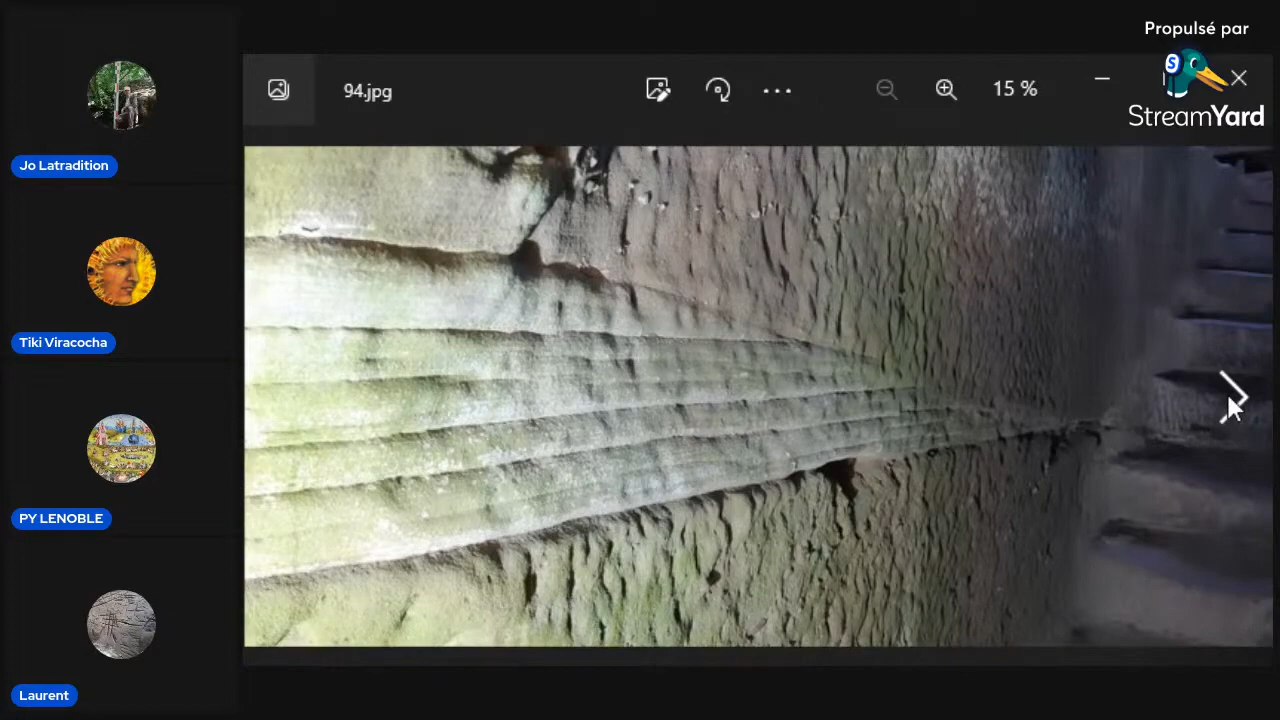 Propulsé par
StreamYard
94.jpg
15 %
Jo Latradition
Tiki Viracocha
PY LENOBLE
Laurent